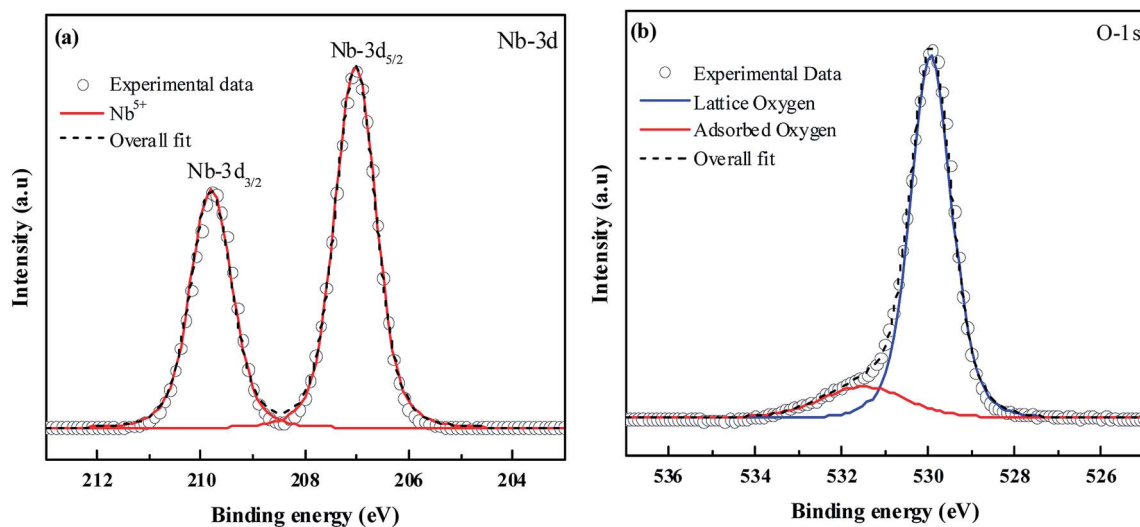 (a)
Nb-3d
Nb-3d₅/₂
Experimental data
Nb⁵⁺
Overall fit
Nb-3d₃/₂
Intensity (a.u)
212 210 208 206 204
Binding energy (eV)
(b)
O-1s
Experimental Data
Lattice Oxygen
Adsorbed Oxygen
Overall fit
Intensity (a.u)
536 534 532 530 528 526
Binding energy (eV)